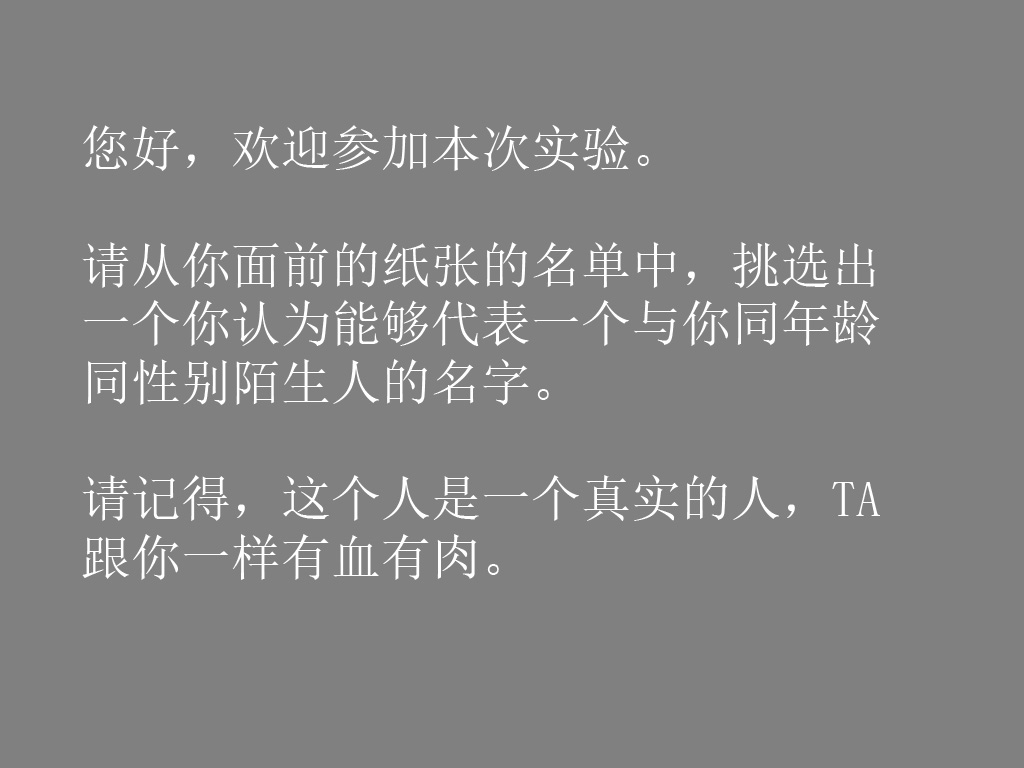 您好，欢迎参加本次实验。
请从你面前的纸张的名单中，挑选出
一个你认为能够代表一个与你同年龄
同性别陌生人的名字。
请记得，这个人是一个真实的人，TA
跟你一样有血有肉。